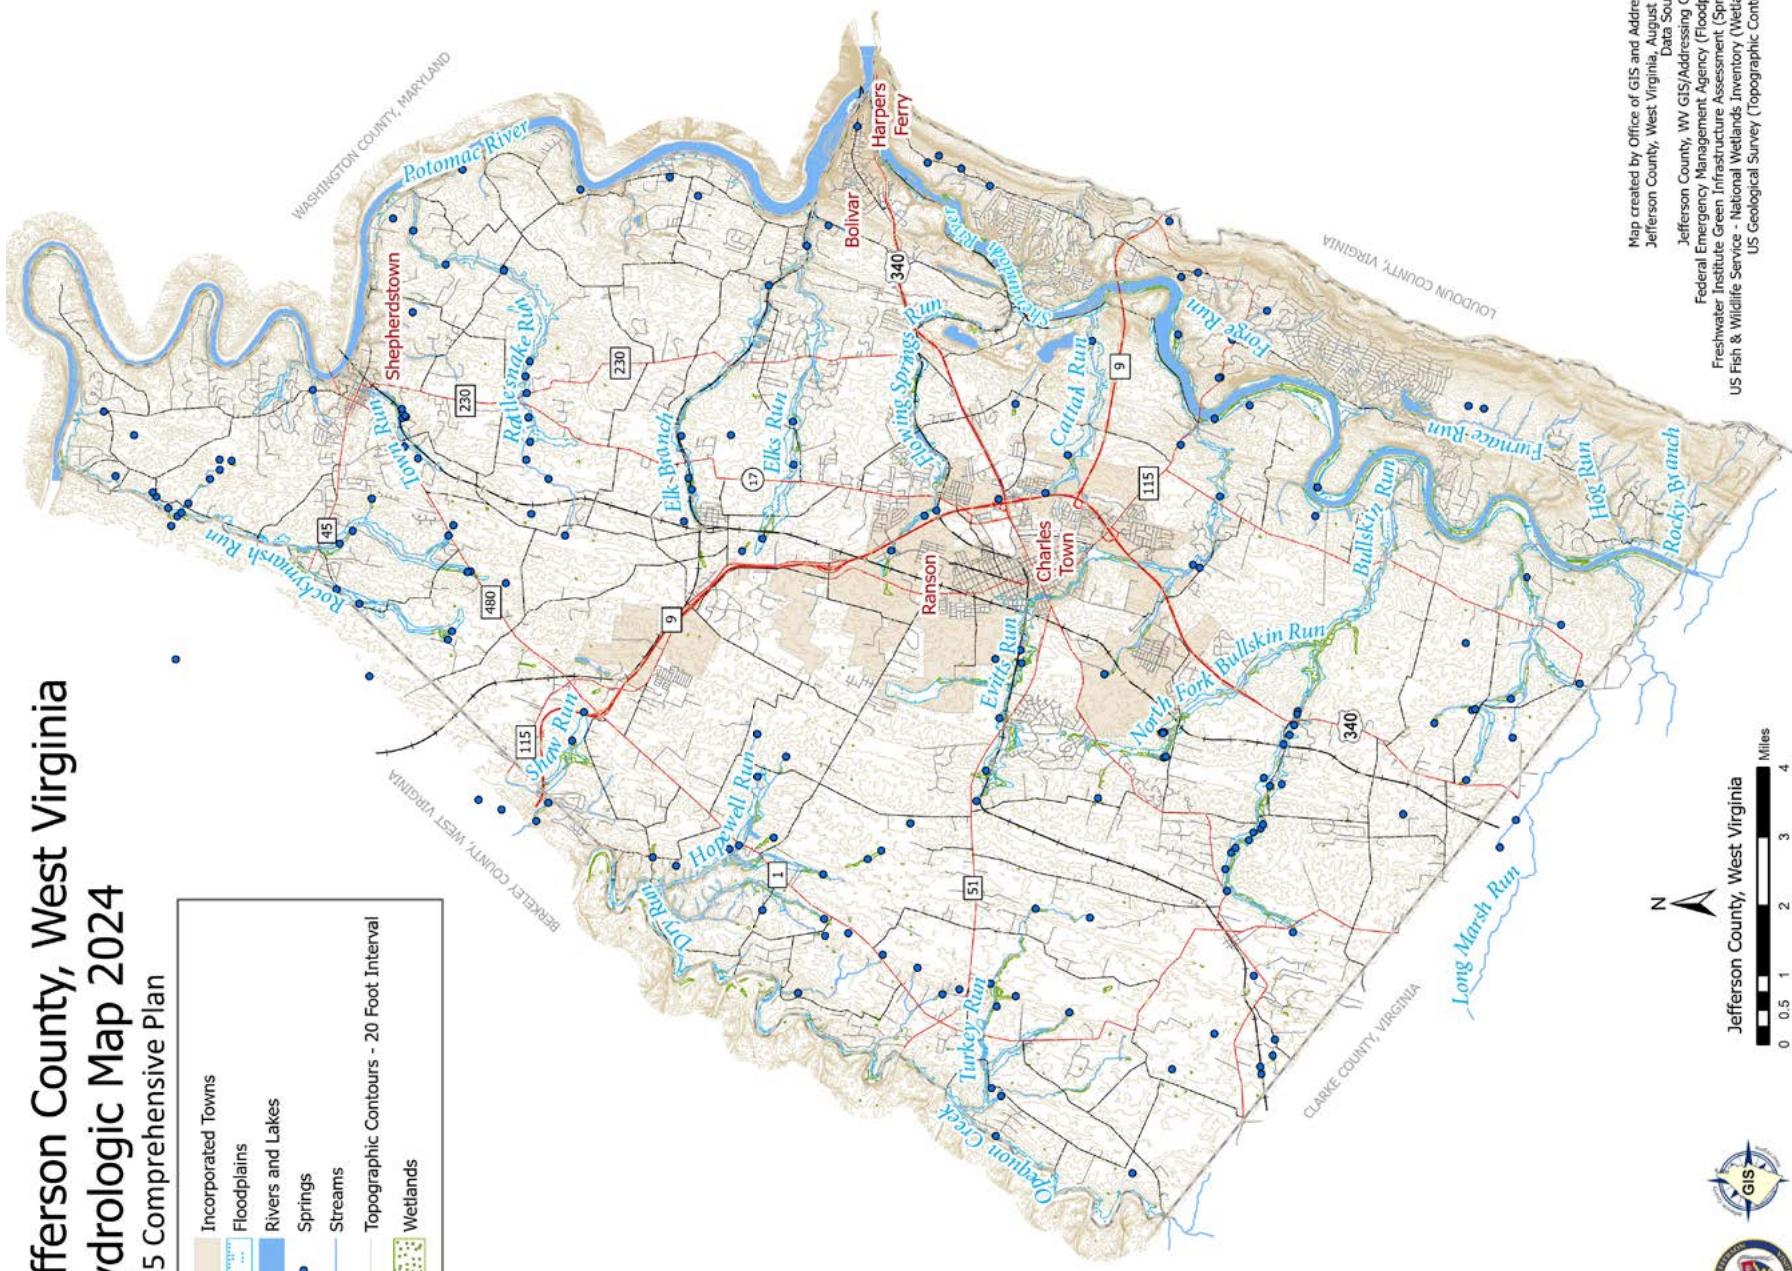 fferson County, West Virginia
ydrologic Map 2024
5 Comprehensive Plan
Incorporated Towns
Floodplains
Rivers and Lakes
Springs
Streams
Topographic Contours - 20 Foot Interval
Wetlands
WASHINGTON COUNTY, MARYLAND
Potomac River
Shepherdstown
Harpers
Ferry
Bolivar
340
Shenandoah River
LOUDOUN COUNTY, VIRGINIA
Rattlesnake Run
230
230
Town Run
45
Rockymarsh Run
480
Elk Branch
Elks Run
17
Flowing Springs Run
Cattail Run
9
Forge Run
115
Furnace Run
Hog Run
Rocky Branch
Bullskin Run
Charles
Town
Ranson
9
Evitts Run
North Fork Bullskin Run
340
115
Shaw Run
BERKELEY COUNTY, WEST VIRGINIA
Hopewell Run
1
Dry Run
51
Turkey Run
Opequon Creek
Long Marsh Run
CLARKE COUNTY, VIRGINIA
N
Jefferson County, West Virginia
0 0.5 1 2 3 4 Miles
GIS
Map created by Office of GIS and Addre
Jefferson County, West Virginia, August
Data Sou
Jefferson County, WV GIS/Addressing
Federal Emergency Management Agency (Floodp
Freshwater Institute Green Infrastructure Assessment (Spr
US Fish & Wildlife Service - National Wetlands Inventory (Wetla
US Geological Survey (Topographic Cont